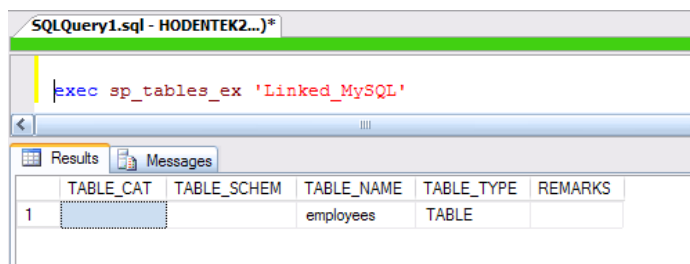 SQLQuery1.sql - HODENTEK2...)*
exec sp_tables_ex 'Linked_MySQL'
Results Messages
TABLE_CAT TABLE_SCHEM TABLE_NAME TABLE_TYPE REMARKS
1 employees TABLE